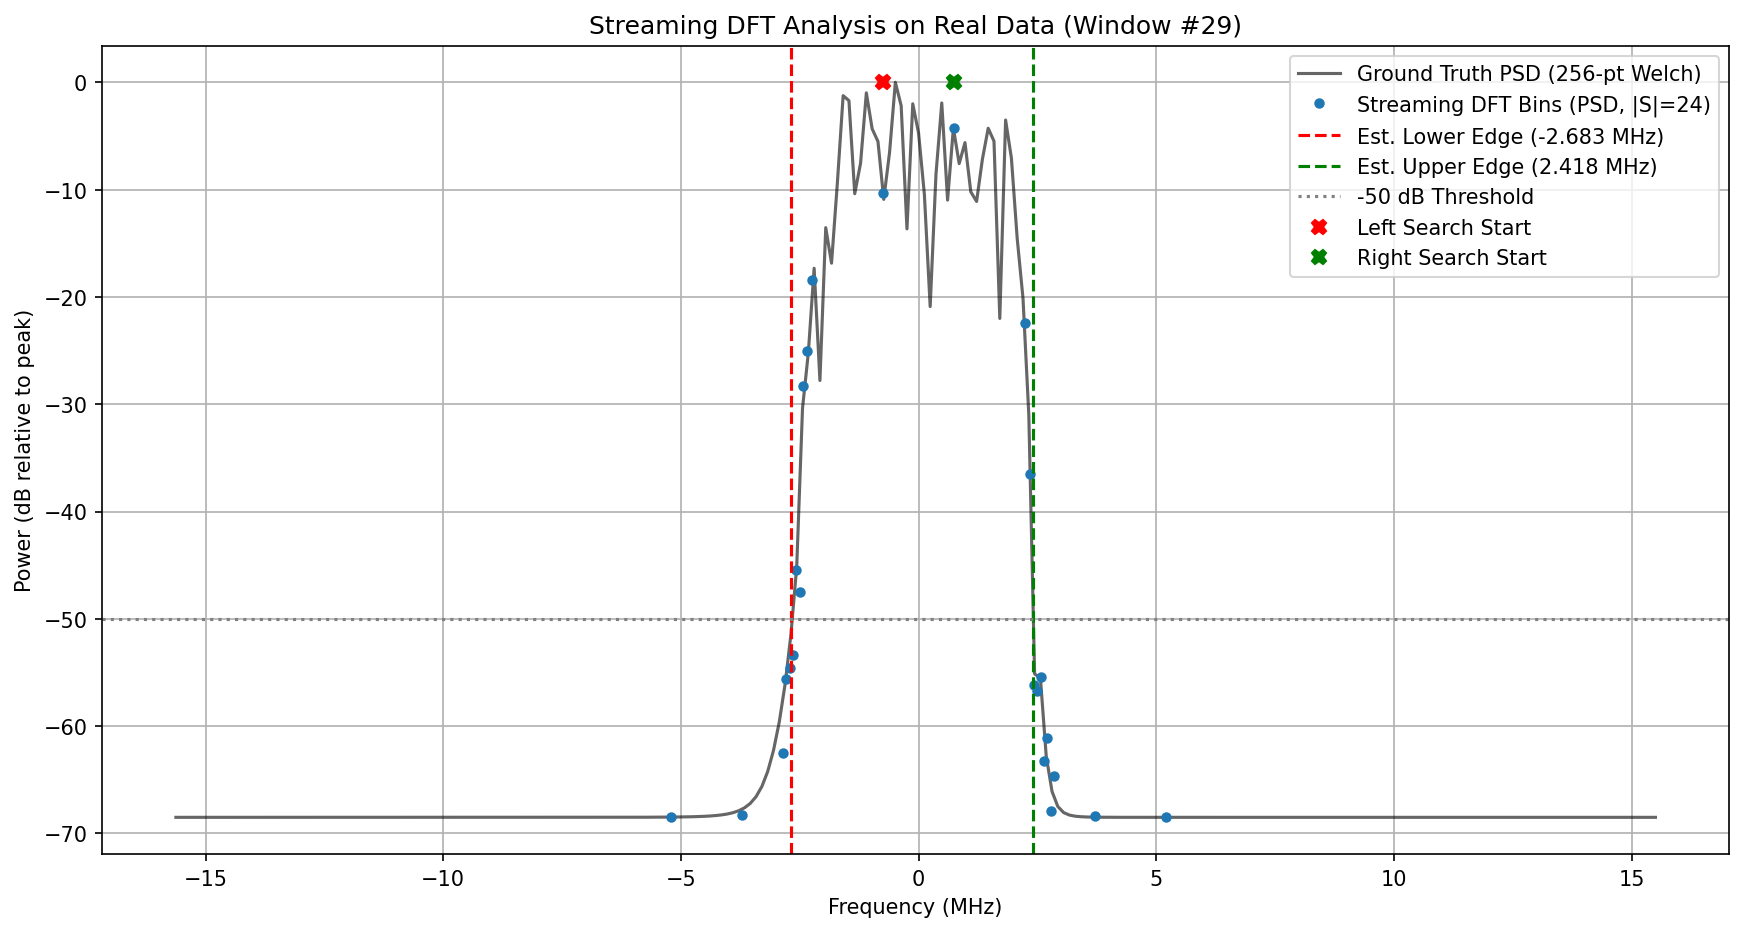 Streaming DFT Analysis on Real Data (Window #29)
Ground Truth PSD (256-pt Welch)
Streaming DFT Bins (PSD, |S|=24)
Est. Lower Edge (-2.683 MHz)
Est. Upper Edge (2.418 MHz)
-50 dB Threshold
Left Search Start
Right Search Start
Power (dB relative to peak)
0
−10
−20
−30
−40
−50
−60
−70
−15
−10
−5
0
5
10
15
Frequency (MHz)